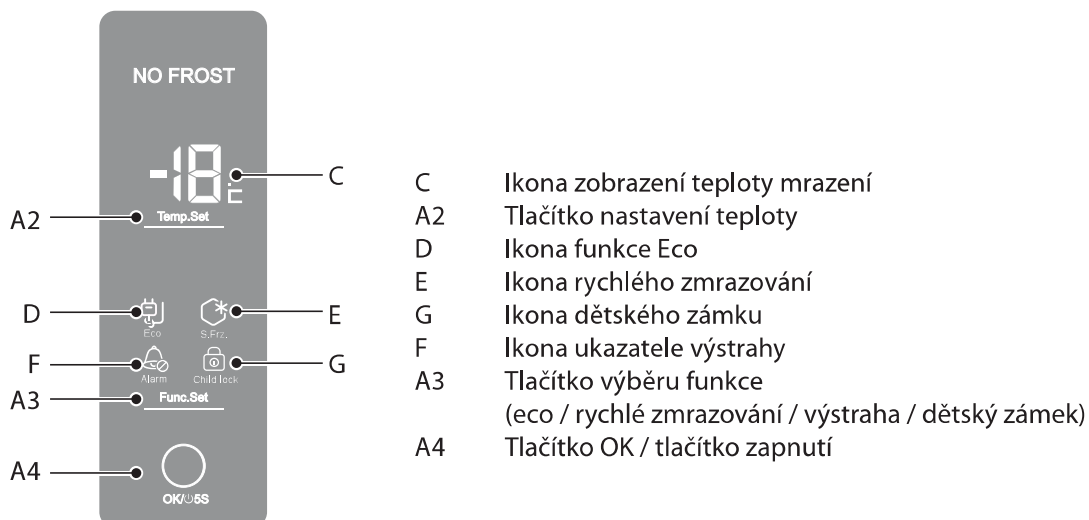 NO FROST
-18
C
A2
Temp.Set
D
Eco
S.Frz.
E
F
Alarm
Child lock
G
A3
Func.Set
A4
OK/⏻5S
C Ikona zobrazení teploty mrazení
A2 Tlačítko nastavení teploty
D Ikona funkce Eco
E Ikona rychlého zmrazování
G Ikona dětského zámku
F Ikona ukazatele výstrahy
A3 Tlačítko výběru funkce
(eco / rychlé zmrazování / výstraha / dětský zámek)
A4 Tlačítko OK / tlačítko zapnutí